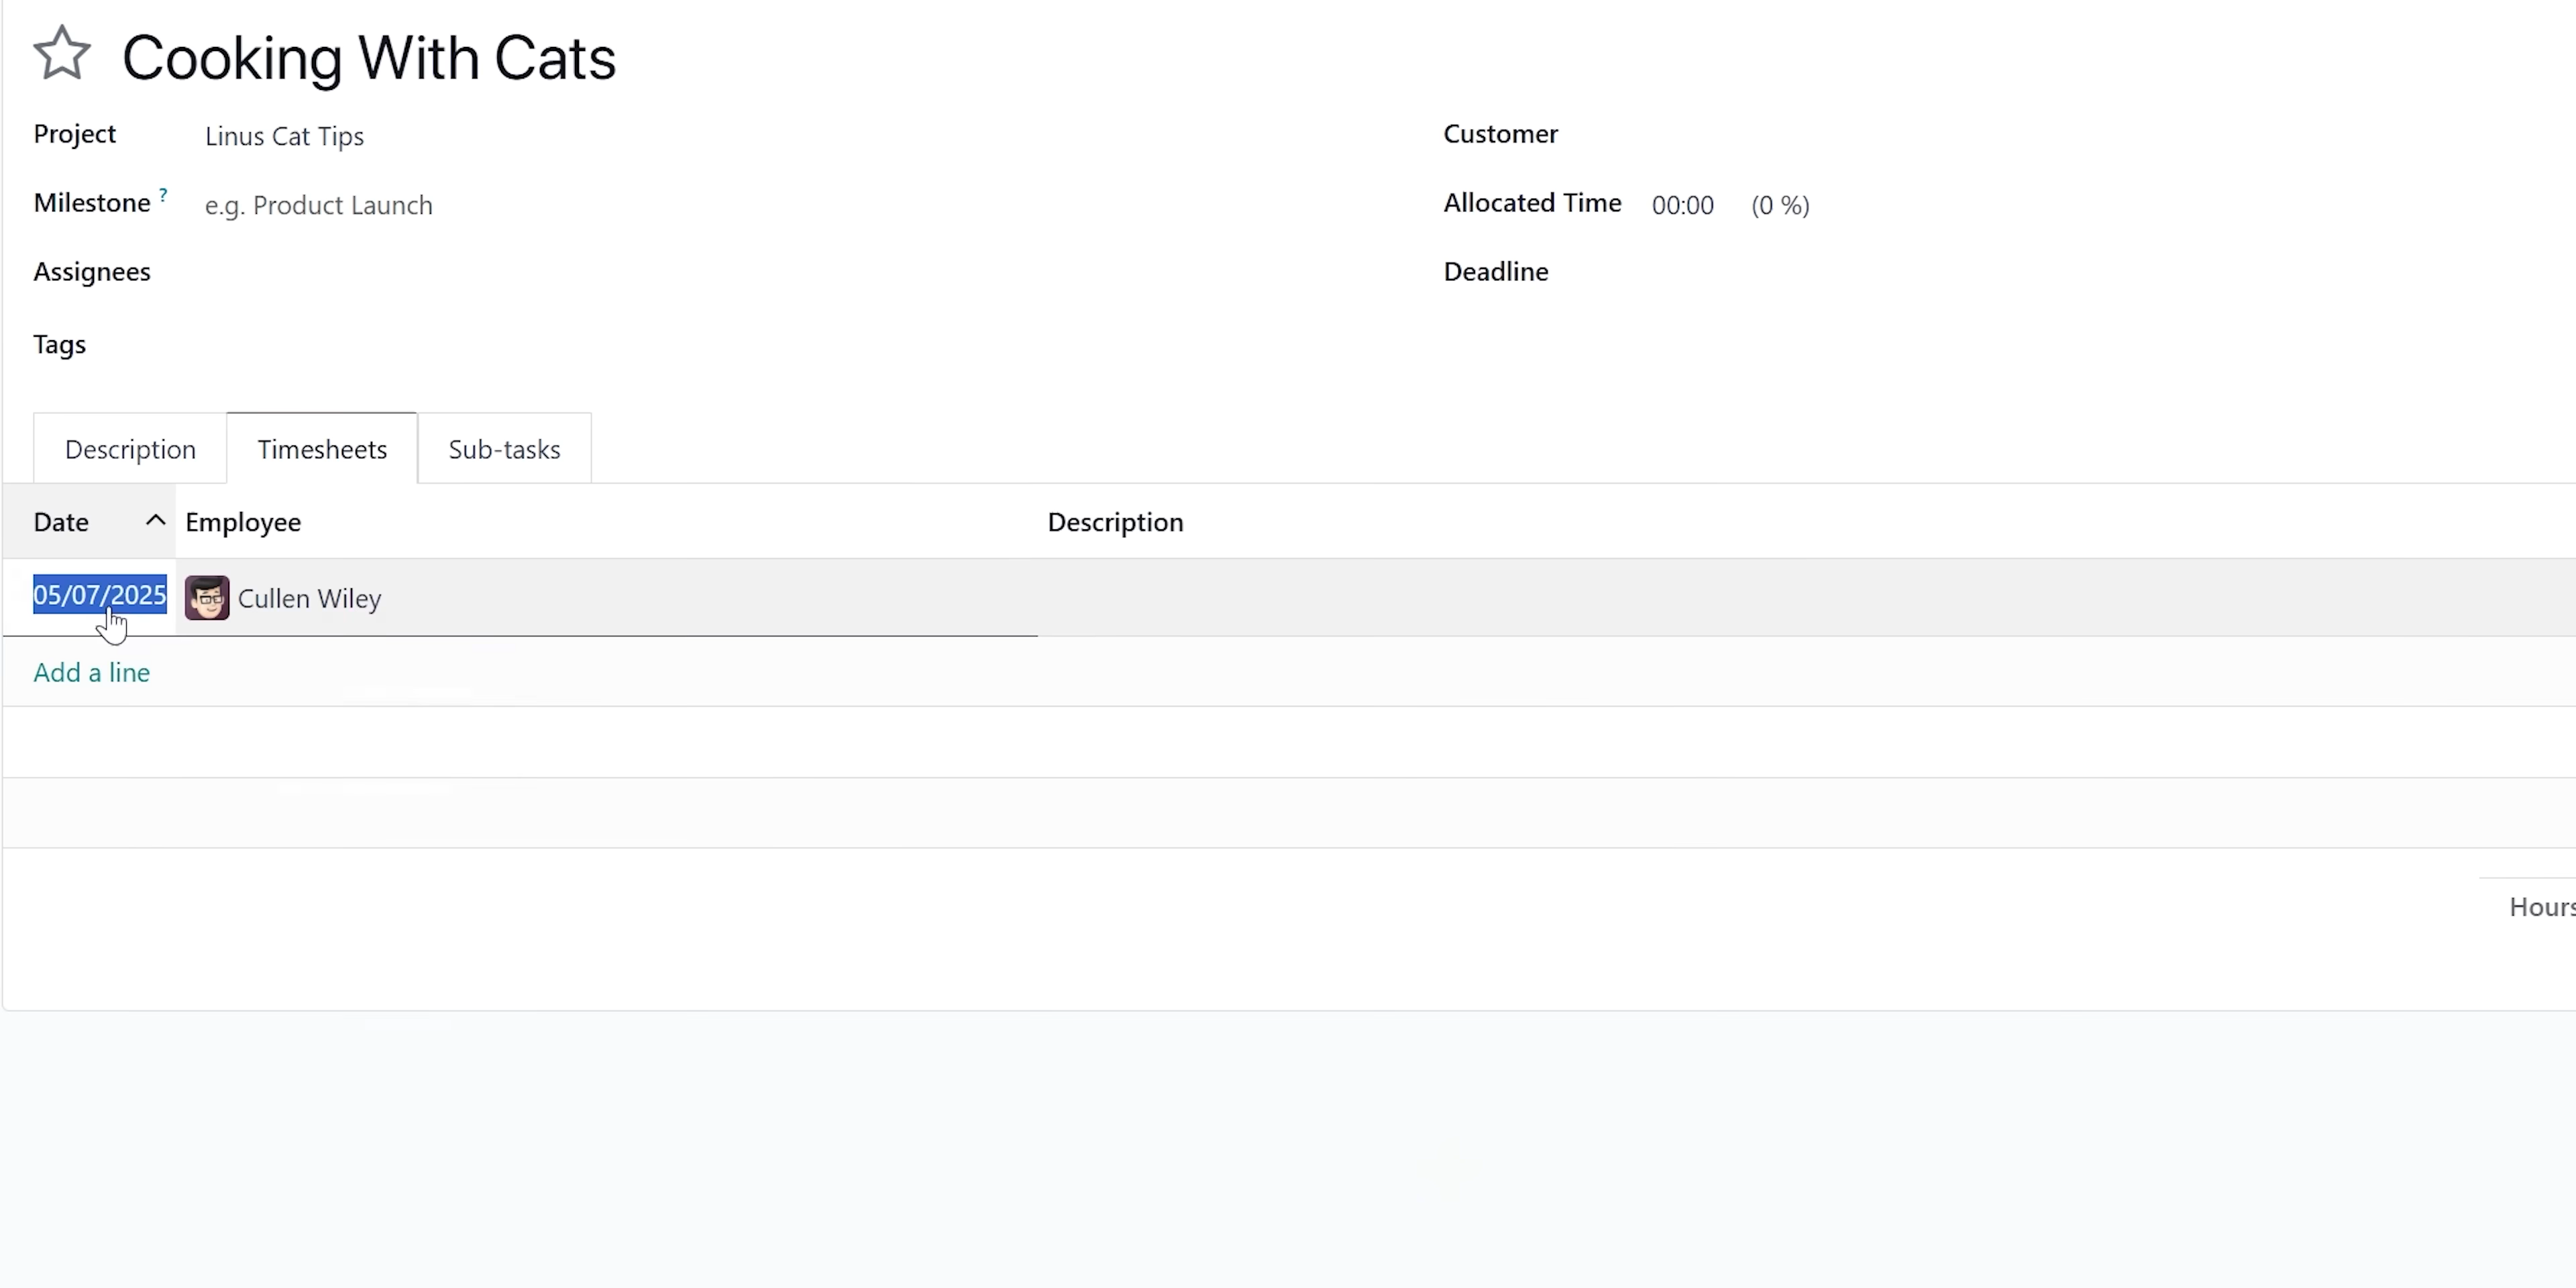 Cooking With Cats
Project Linus Cat Tips
Customer
Milestone ? e.g. Product Launch
Allocated Time 00:00 (0 %)
Assignees
Deadline
Tags
Description Timesheets Sub-tasks
Date Employee Description
05/07/2025 Cullen Wiley
Add a line
Hours